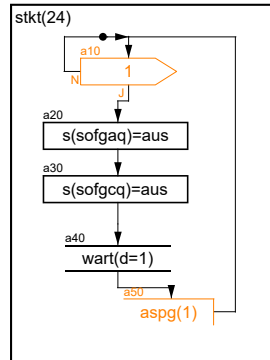 stkt(24)
a10
1
N
J
a20
s(sofgaq)=aus
a30
s(sofgcq)=aus
a40
wart(d=1)
a50
aspg(1)